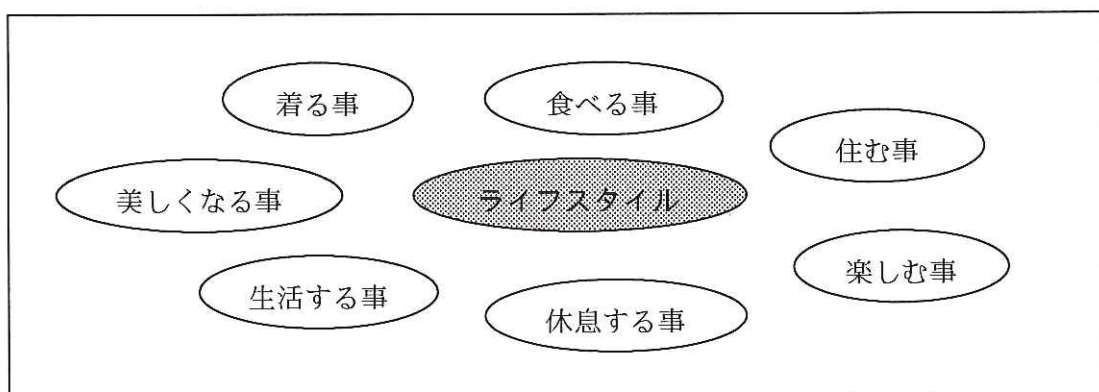 着る事
食べる事
住む事
美しくなる事
ライフスタイル
楽しむ事
生活する事
休息する事